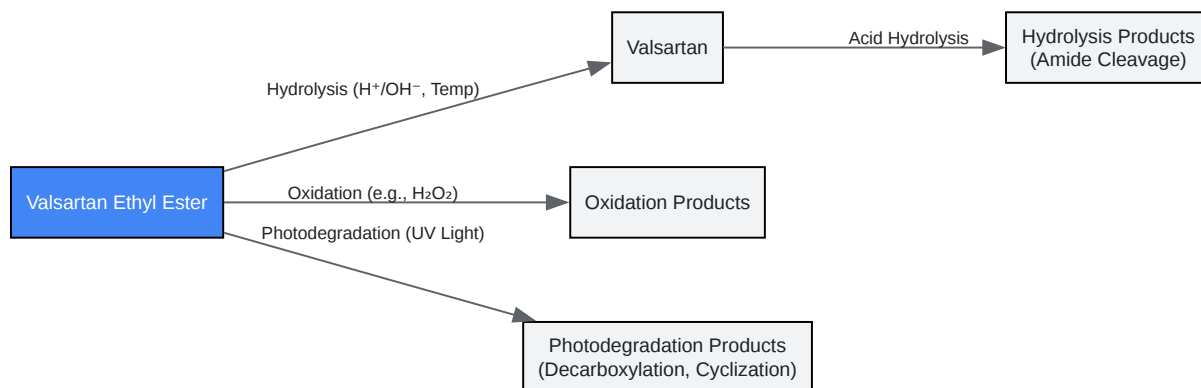 Valsartan
Acid Hydrolysis
Hydrolysis Products
(Amide Cleavage)
Hydrolysis (H⁺/OH⁻, Temp)
Valsartan Ethyl Ester
Oxidation (e.g., H₂O₂)
Oxidation Products
Photodegradation (UV Light)
Photodegradation Products
(Decarboxylation, Cyclization)